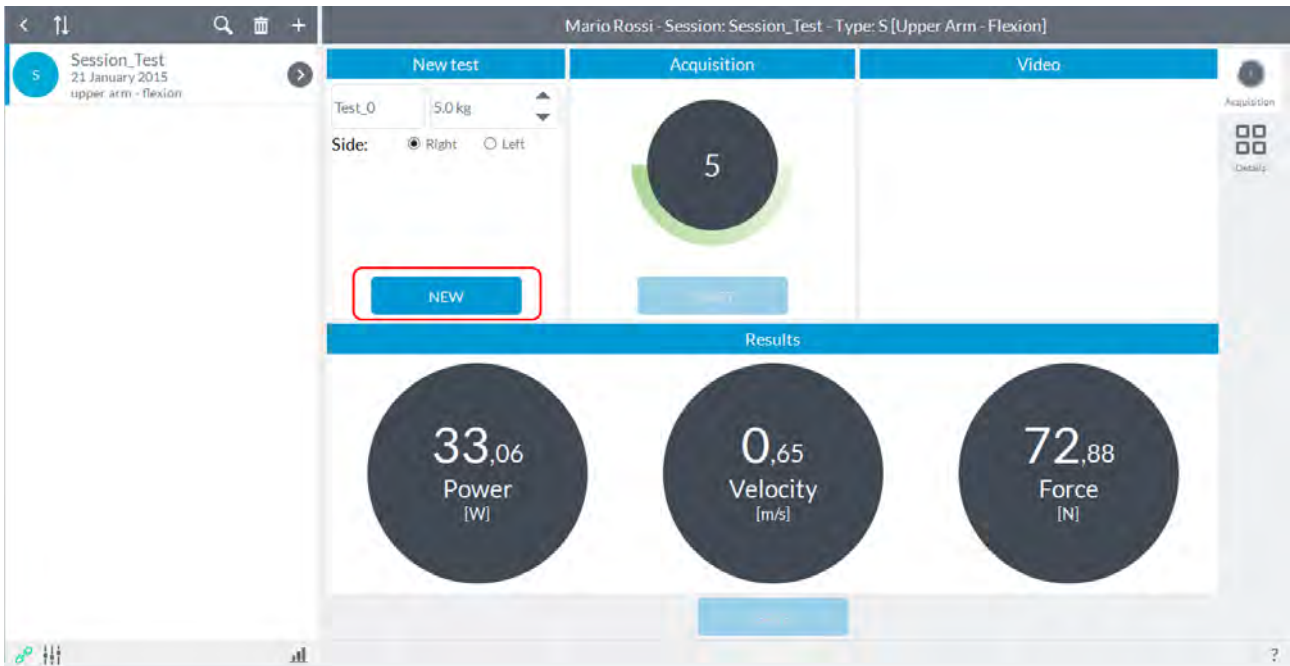 Mario Rossi - Session: Session_Test - Type: S [Upper Arm - Flexion]
S
Session_Test
21 January 2015
upper arm - flexion
New test
Acquisition
Video
Test_0
5.0 kg
Side:
Right
Left
5
NEW
Acquisition
Details
Results
33,06
Power
[W]
0,65
Velocity
[m/s]
72,88
Force
[N]
?